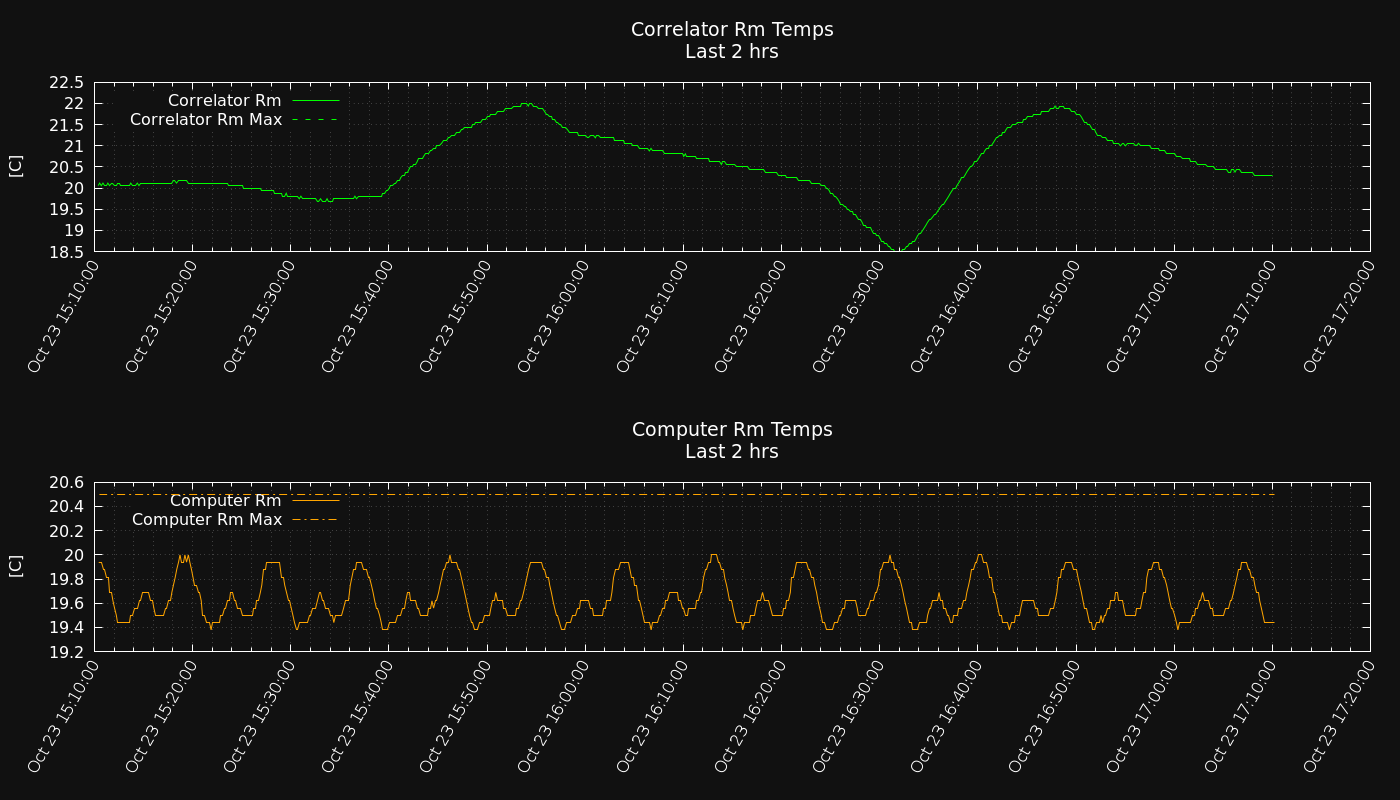 Correlator Rm Temps
Last 2 hrs
22.5
22
21.5
21
20.5
20
19.5
19
18.5
[C]
Correlator Rm
Correlator Rm Max
Oct 23 15:10:00
Oct 23 15:20:00
Oct 23 15:30:00
Oct 23 15:40:00
Oct 23 15:50:00
Oct 23 16:00:00
Oct 23 16:10:00
Oct 23 16:20:00
Oct 23 16:30:00
Oct 23 16:40:00
Oct 23 16:50:00
Oct 23 17:00:00
Oct 23 17:10:00
Oct 23 17:20:00
Computer Rm Temps
Last 2 hrs
20.6
20.4
20.2
20
19.8
19.6
19.4
19.2
[C]
Computer Rm
Computer Rm Max
Oct 23 15:10:00
Oct 23 15:20:00
Oct 23 15:30:00
Oct 23 15:40:00
Oct 23 15:50:00
Oct 23 16:00:00
Oct 23 16:10:00
Oct 23 16:20:00
Oct 23 16:30:00
Oct 23 16:40:00
Oct 23 16:50:00
Oct 23 17:00:00
Oct 23 17:10:00
Oct 23 17:20:00